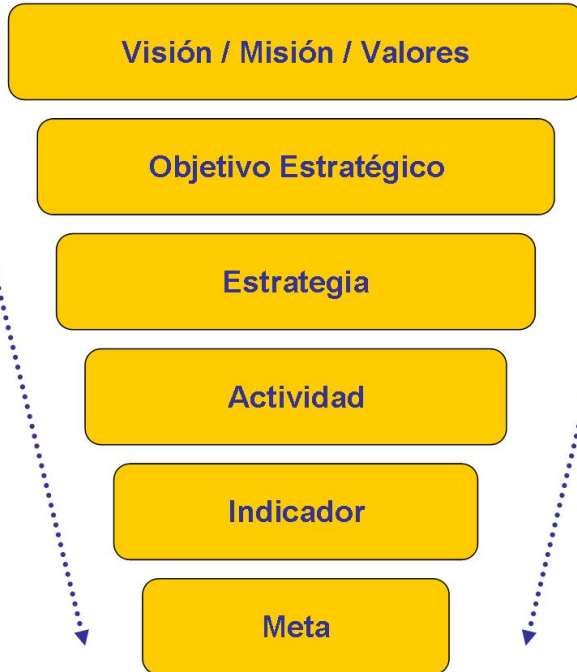 Visión / Misión / Valores
Objetivo Estratégico
Estrategia
Actividad
Indicador
Meta